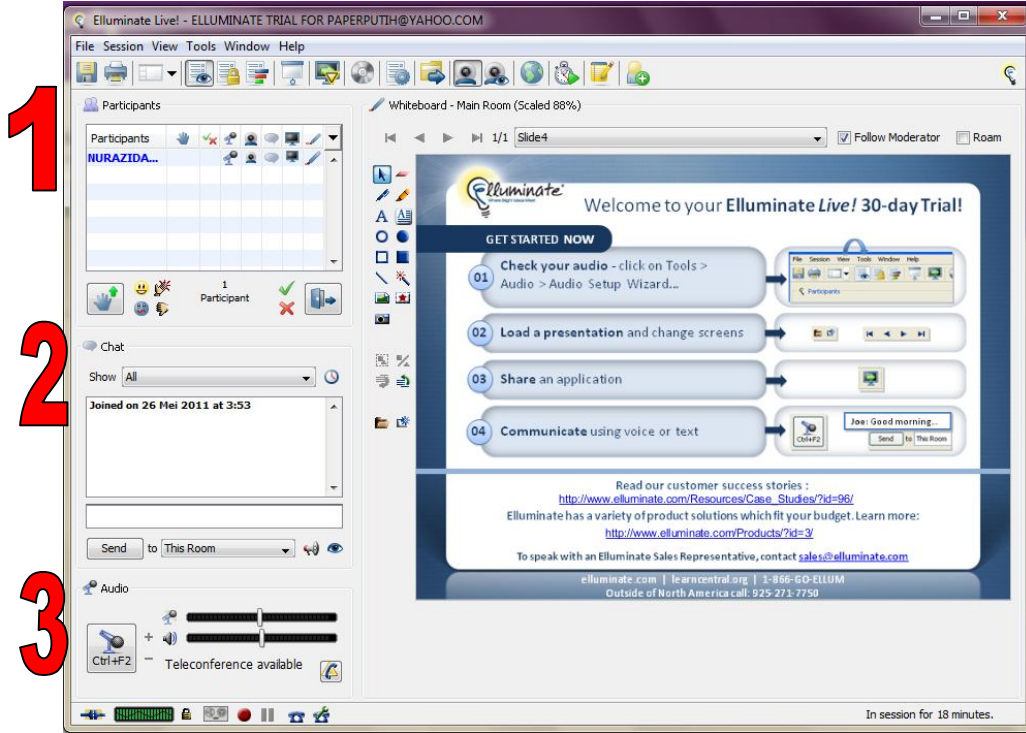 Elluminate Live! - ELLUMINATE TRIAL FOR PAPERPUTIH@YAHOO.COM
File Session View Tools Window Help
1
Participants
Participants
NURAZIDA...
1
Participant
2
Chat
Show All
Joined on 26 Mei 2011 at 3:53
Send to This Room
3
Audio
Ctrl+F2
+
−
Teleconference available
Whiteboard - Main Room (Scaled 88%)
1/1 Slide4 Follow Moderator Roam
Elluminate
Welcome to your Elluminate Live! 30-day Trial!
GET STARTED NOW
01 Check your audio - click on Tools >
Audio > Audio Setup Wizard...
File Session View Tools Window Help
Participants
02 Load a presentation and change screens
03 Share an application
04 Communicate using voice or text
Ctrl+F2
Joe: Good morning...
Send to This Room
Read our customer success stories :
http://www.elluminate.com/Resources/Case_Studies/?id=96/
Elluminate has a variety of product solutions which fit your budget. Learn more:
http://www.elluminate.com/Products/?id=3/
To speak with an Elluminate Sales Representative, contact sales@elluminate.com
elluminate.com | learncentral.org | 1-866-GO-ELLUM
Outside of North America call: 925-271-7750
In session for 18 minutes.